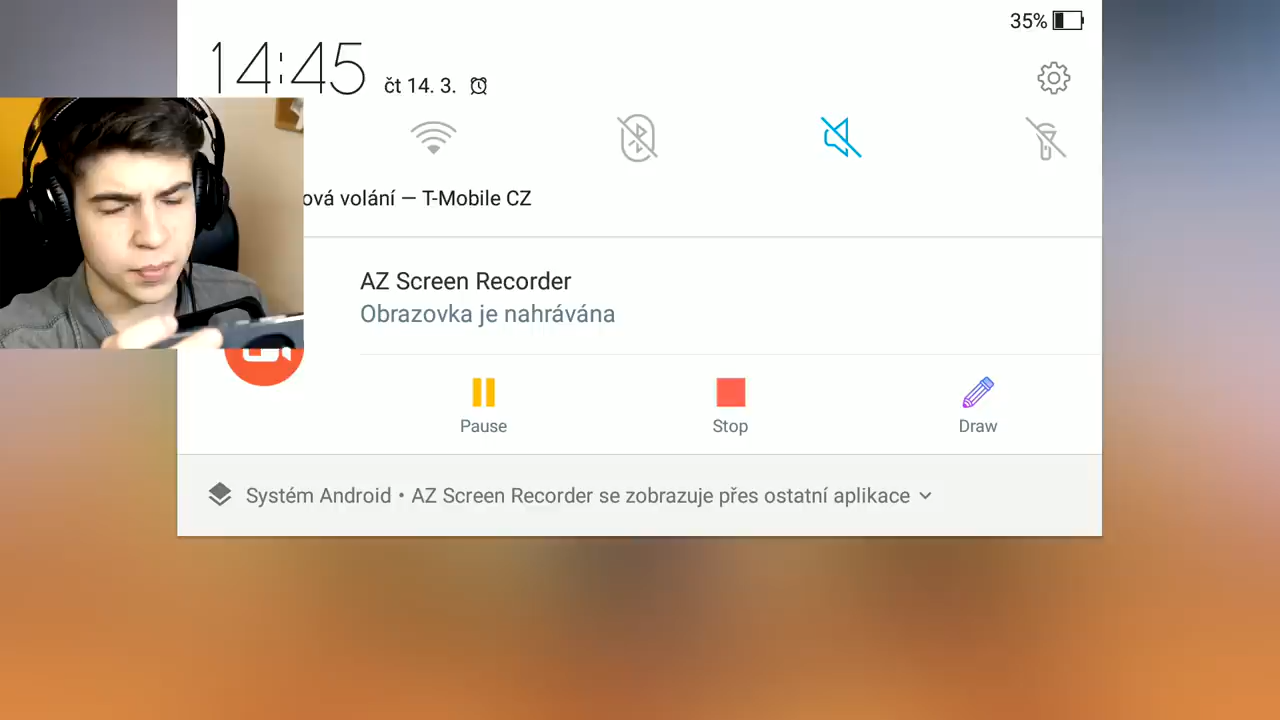 35%
14:45 čt 14. 3.
ová volání — T-Mobile CZ
AZ Screen Recorder
Obrazovka je nahrávána
Pause Stop Draw
Systém Android • AZ Screen Recorder se zobrazuje přes ostatní aplikace